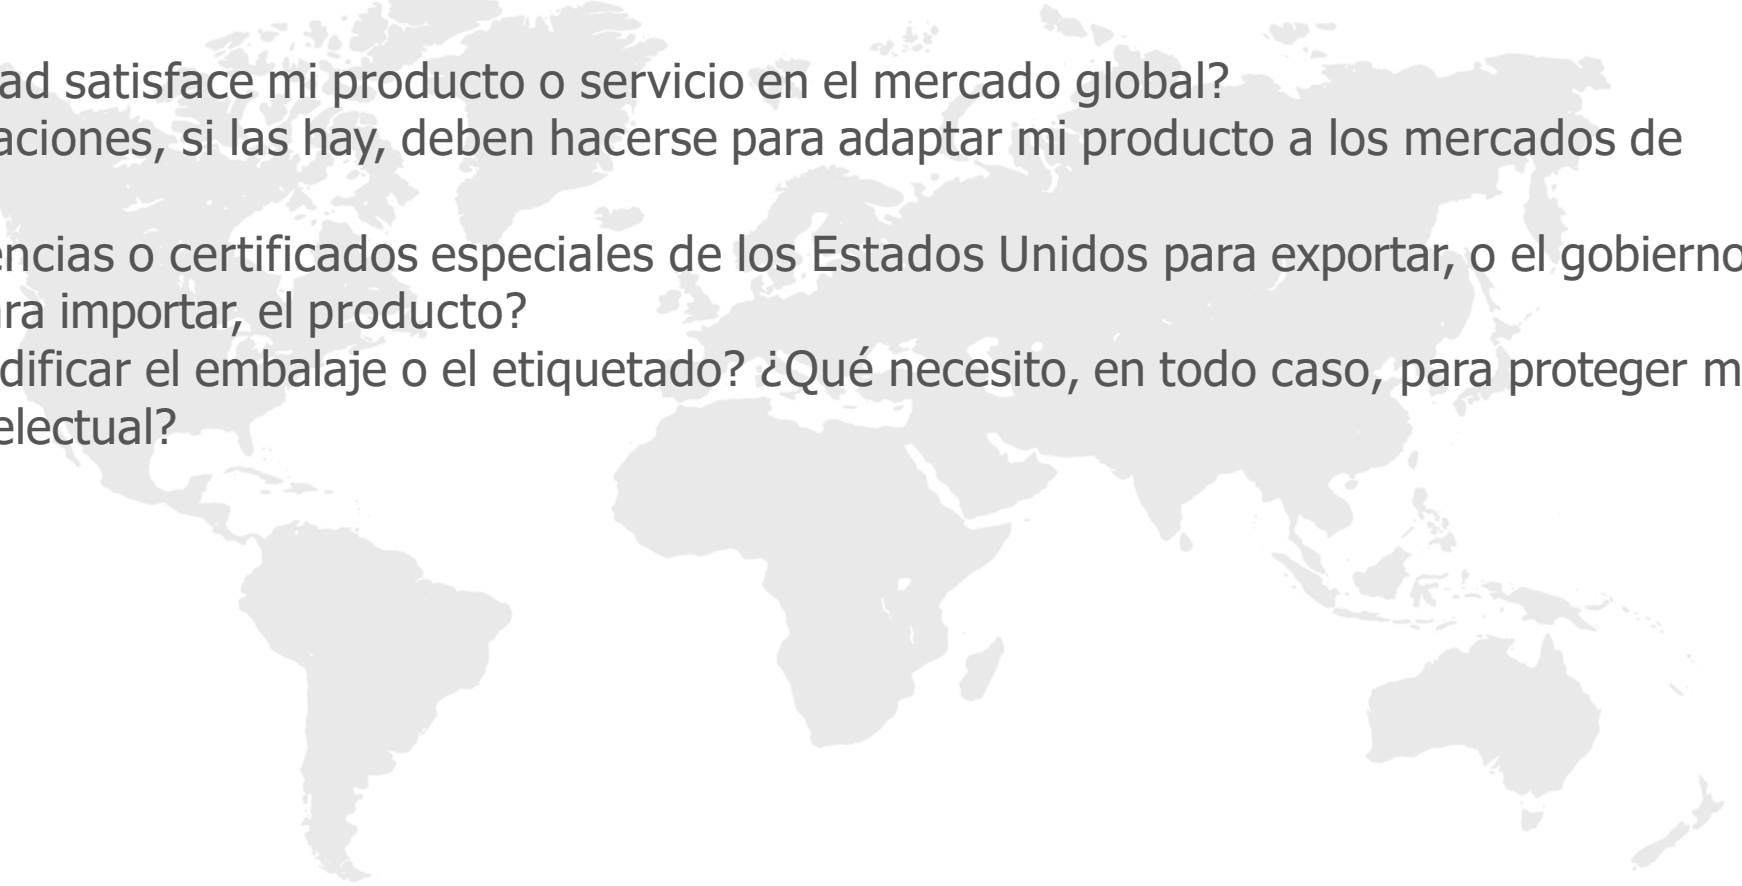 ad satisface mi producto o servicio en el mercado global?
aciones, si las hay, deben hacerse para adaptar mi producto a los mercados de
encias o certificados especiales de los Estados Unidos para exportar, o el gobierno
ra importar, el producto?
dificar el embalaje o el etiquetado? ¿Qué necesito, en todo caso, para proteger m
electual?